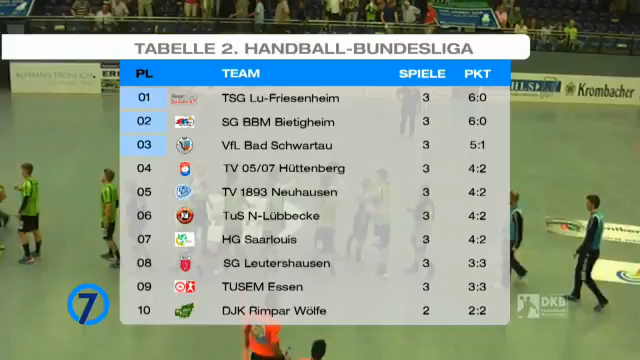 TABELLE 2. HANDBALL-BUNDESLIGA
PL TEAM SPIELE PKT
01 TSG Lu-Friesenheim 3 6:0
02 SG BBM Bietigheim 3 6:0
03 VfL Bad Schwartau 3 5:1
04 TV 05/07 Hüttenberg 3 4:2
05 TV 1893 Neuhausen 3 4:2
06 TuS N-Lübbecke 3 4:2
07 HG Saarlouis 3 4:2
08 SG Leutershausen 3 3:3
09 TUSEM Essen 3 3:3
10 DJK Rimpar Wölfe 2 2:2
Krombacher
7
DKB